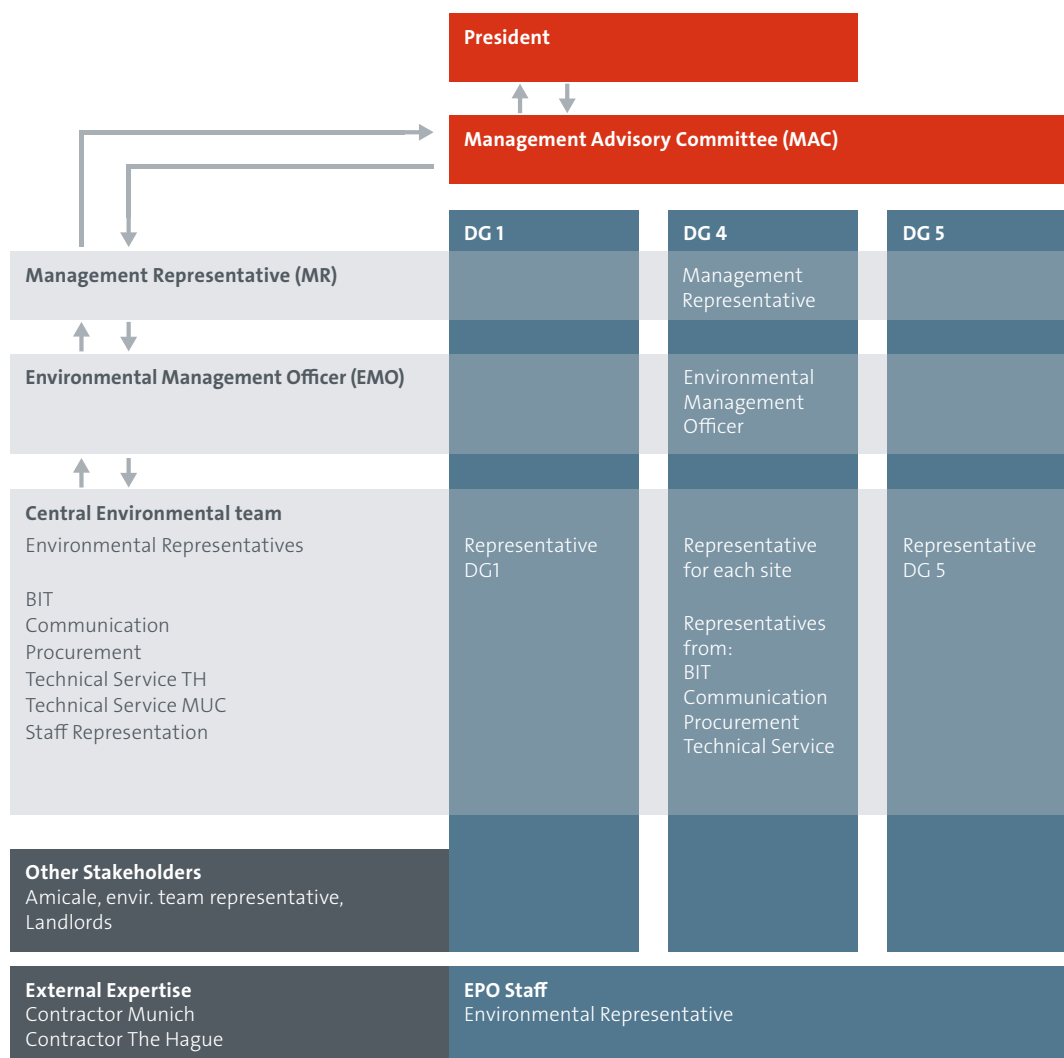 President
Management Advisory Committee (MAC)
DG 1
DG 4
DG 5
Management Representative (MR)
Management
Representative
Environmental Management Officer (EMO)
Environmental
Management
Officer
Central Environmental team
Environmental Representatives
BIT
Communication
Procurement
Technical Service TH
Technical Service MUC
Staff Representation
Representative
DG1
Representative
for each site
Representatives
from:
BIT
Communication
Procurement
Technical Service
Representative
DG 5
Other Stakeholders
Amicale, envir. team representative,
Landlords
External Expertise
Contractor Munich
Contractor The Hague
EPO Staff
Environmental Representative